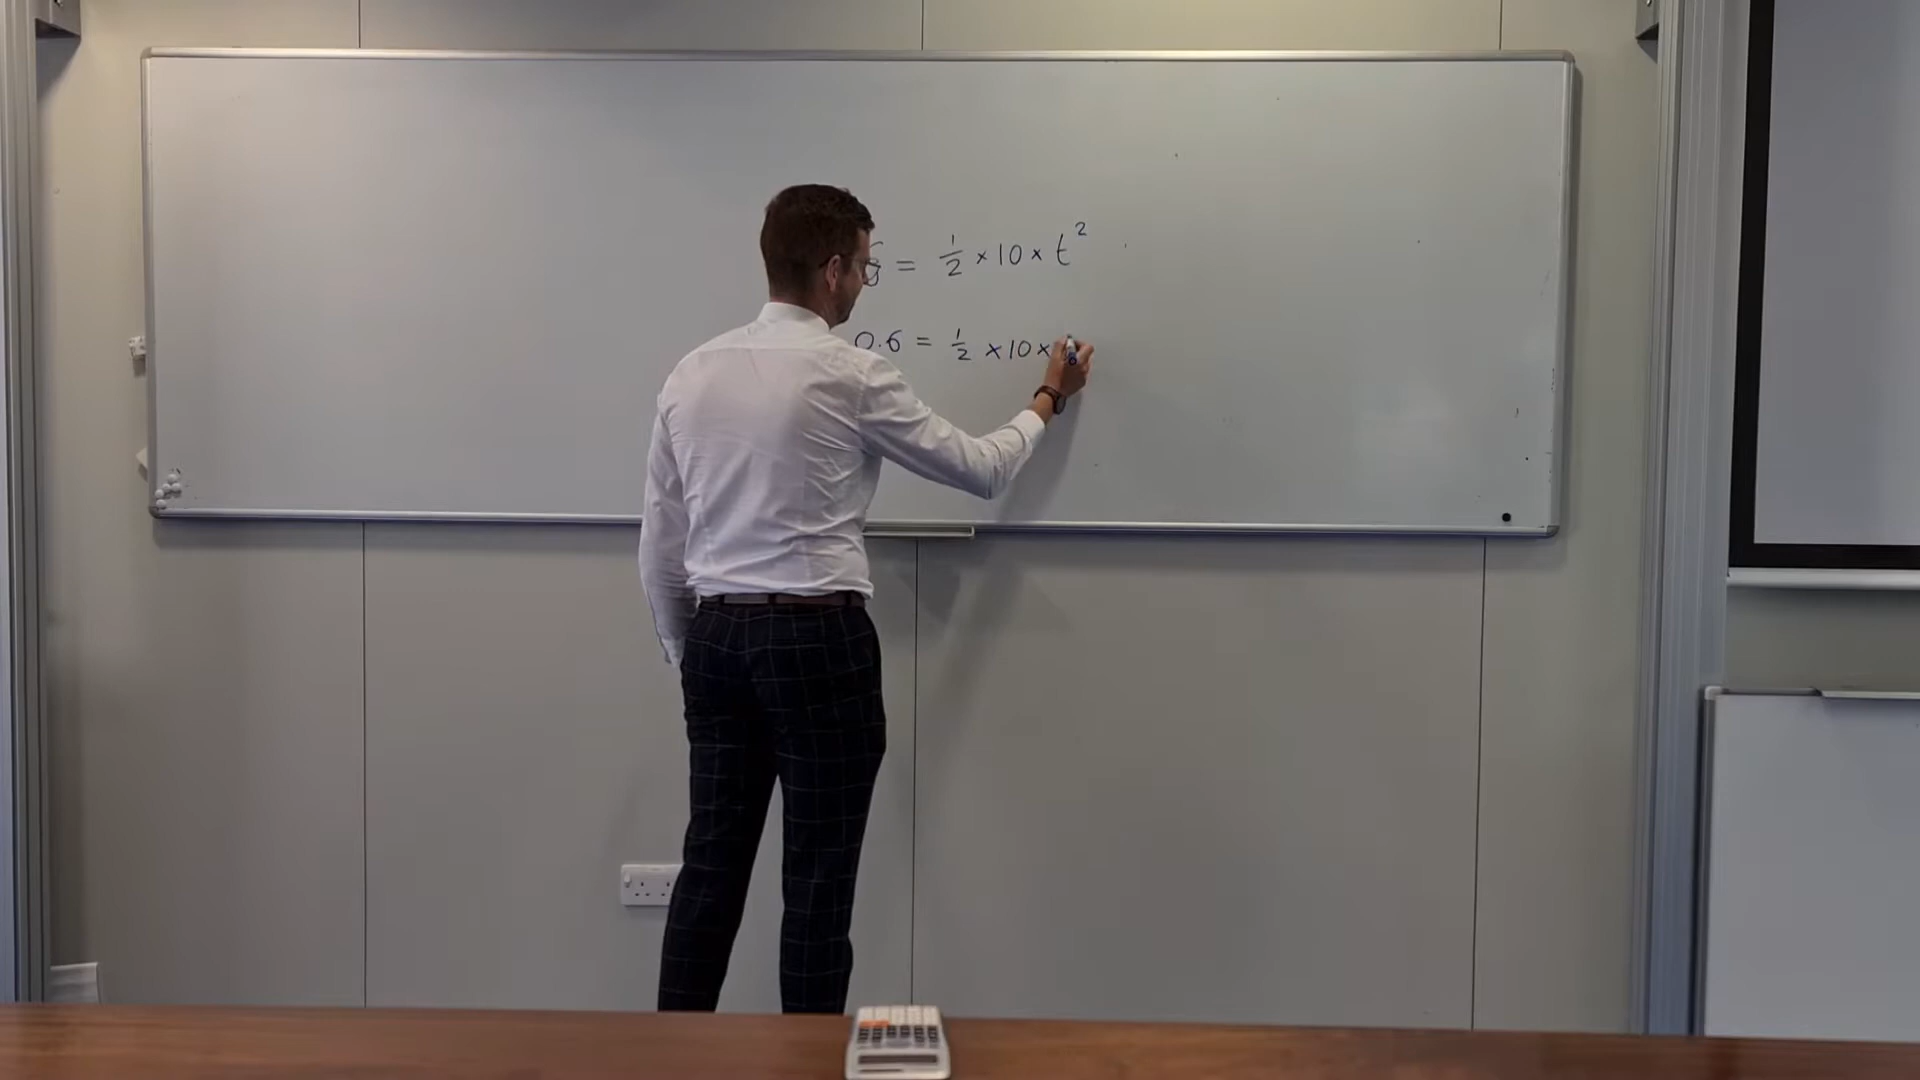 = 1/2 × 10 × t²
0.6 = 1/2 × 10 ×